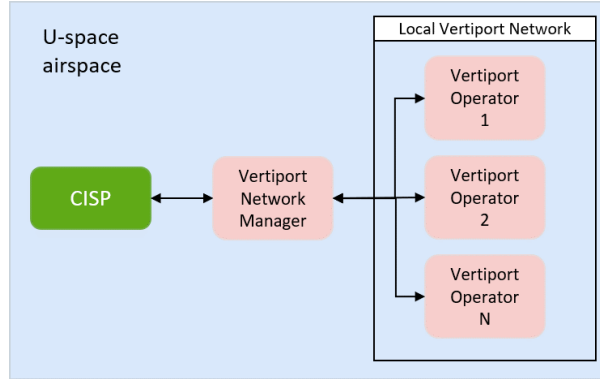 U-space
airspace
Local Vertiport Network
Vertiport
Operator
1
CISP
Vertiport
Network
Manager
Vertiport
Operator
2
Vertiport
Operator
N